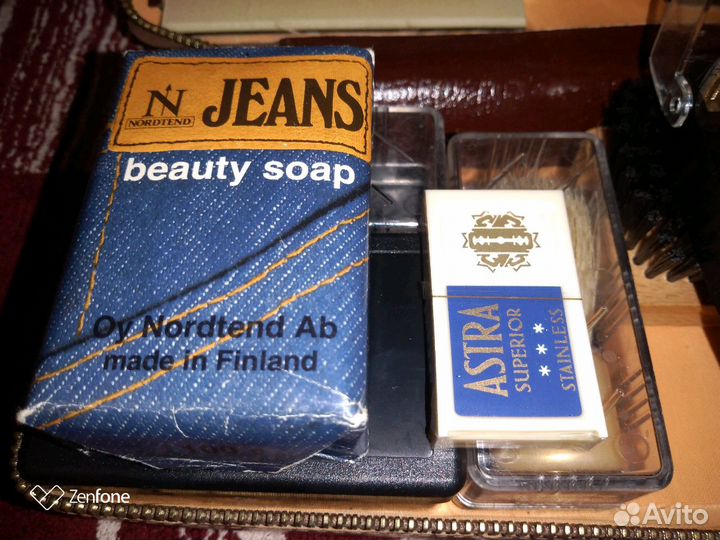 N
NORDTEND
JEANS
beauty soap
Oy Nordtend Ab
made in Finland
ASTRA
SUPERIOR
***
STAINLESS
Zenfone
Avito